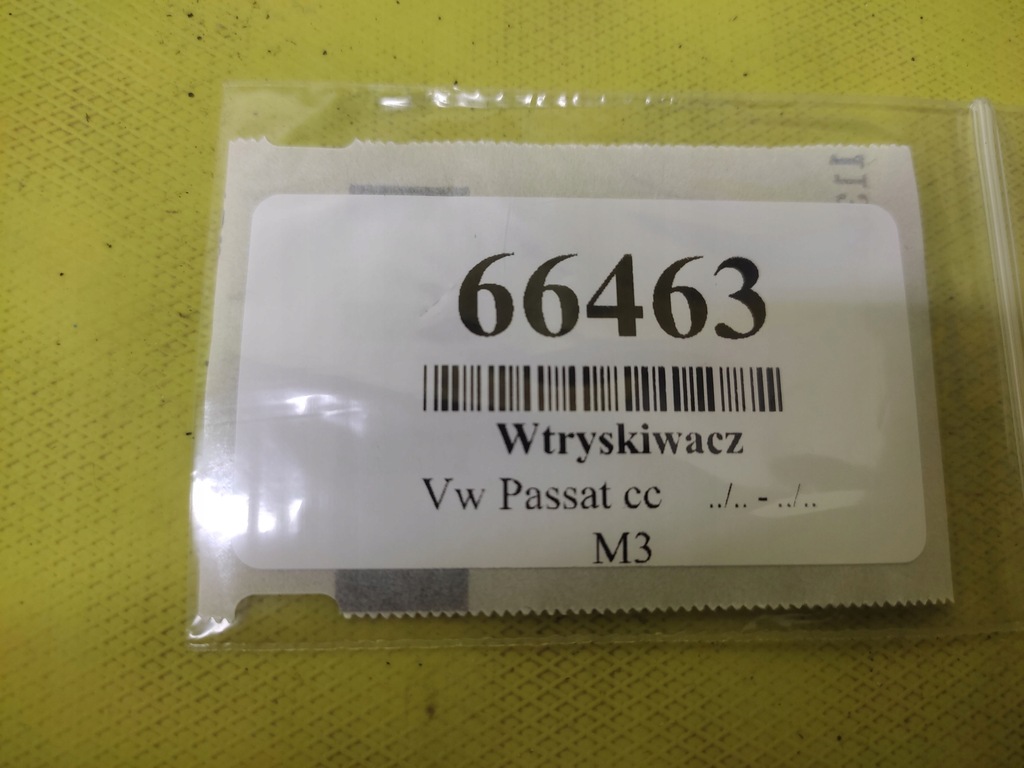 66463
Wtryskiwacz
Vw Passat cc ../.. - ../..
M3